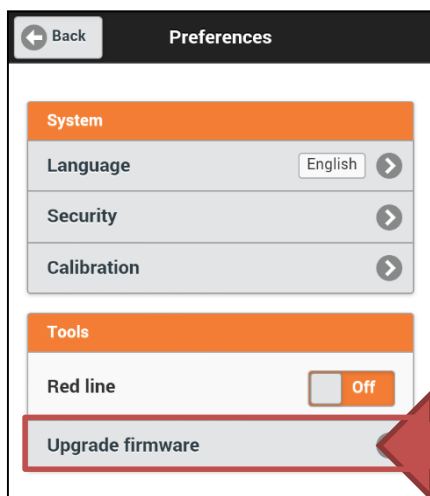 Back
Preferences
System
Language English
Security
Calibration
Tools
Red line Off
Upgrade firmware